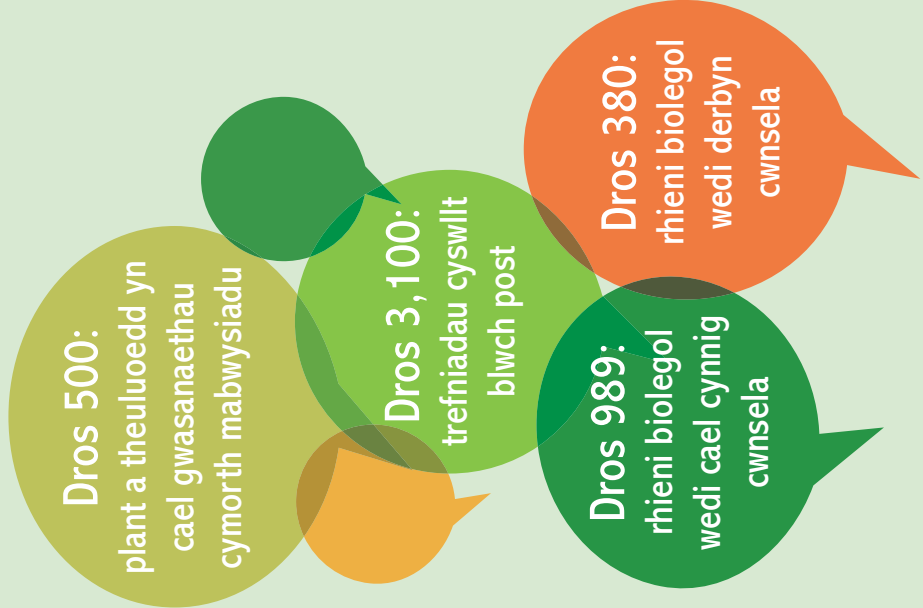 Dros 500:
plant a theuluoedd yn
cael gwasanaethau
cymorth mabwysiadu
Dros 3,100:
trefniadau cyswllt
blwch post
Dros 989:
rhieni biolegol
wedi cael cynnig
cwnsela
Dros 380:
rhieni biolegol
wedi derbyn
cwnsela